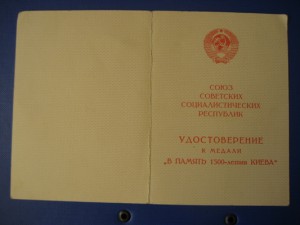 СОЮЗ
СОВЕТСКИХ
СОЦИАЛИСТИЧЕСКИХ
РЕСПУБЛИК
УДОСТОВЕРЕНИЕ
К МЕДАЛИ
„В ПАМЯТЬ 1500-летия КИЕВА"